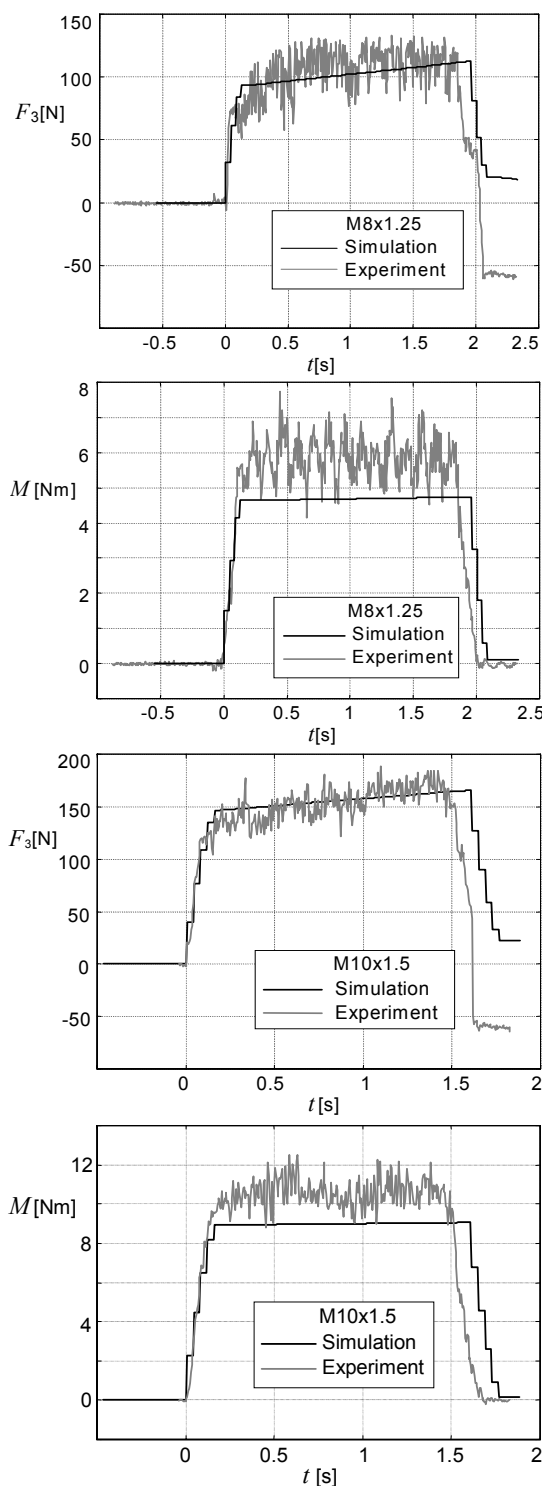 150
100
F3[N]
50
0
-50
M8x1.25
Simulation
Experiment
-0.5 0 0.5 1 1.5 2 2.5
t[s]
8
6
M [Nm]
4
2
0
M8x1.25
Simulation
Experiment
-0.5 0 0.5 1 1.5 2 2.5
t[s]
200
150
F3[N]
100
50
0
-50
M10x1.5
Simulation
Experiment
0 0.5 1 1.5 2
t[s]
12
M [Nm]
8
4
0
M10x1.5
Simulation
Experiment
0 0.5 1 1.5 2
t [s]